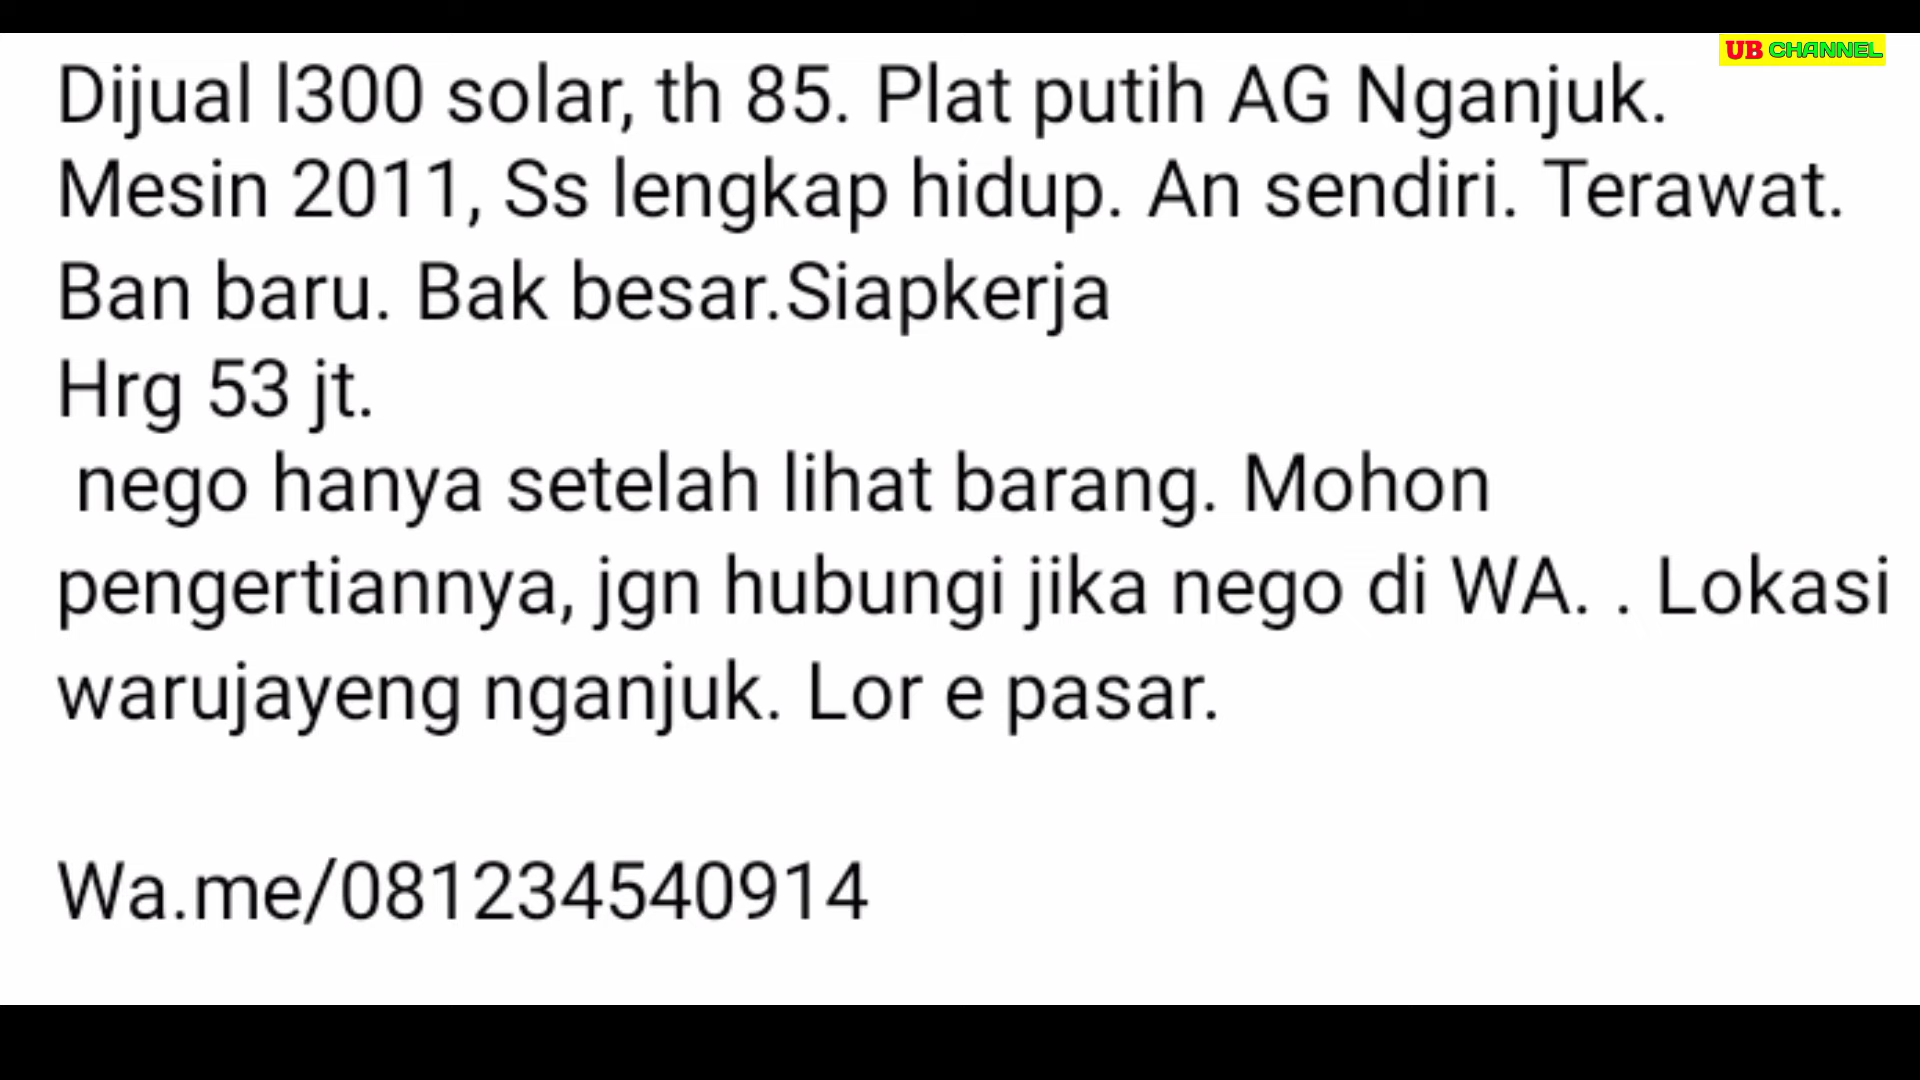 UB CHANNEL
Dijual l300 solar, th 85. Plat putih AG Nganjuk.
Mesin 2011, Ss lengkap hidup. An sendiri. Terawat.
Ban baru. Bak besar.Siapkerja
Hrg 53 jt.
nego hanya setelah lihat barang. Mohon
pengertiannya, jgn hubungi jika nego di WA. . Lokasi
warujayeng nganjuk. Lor e pasar.
Wa.me/081234540914